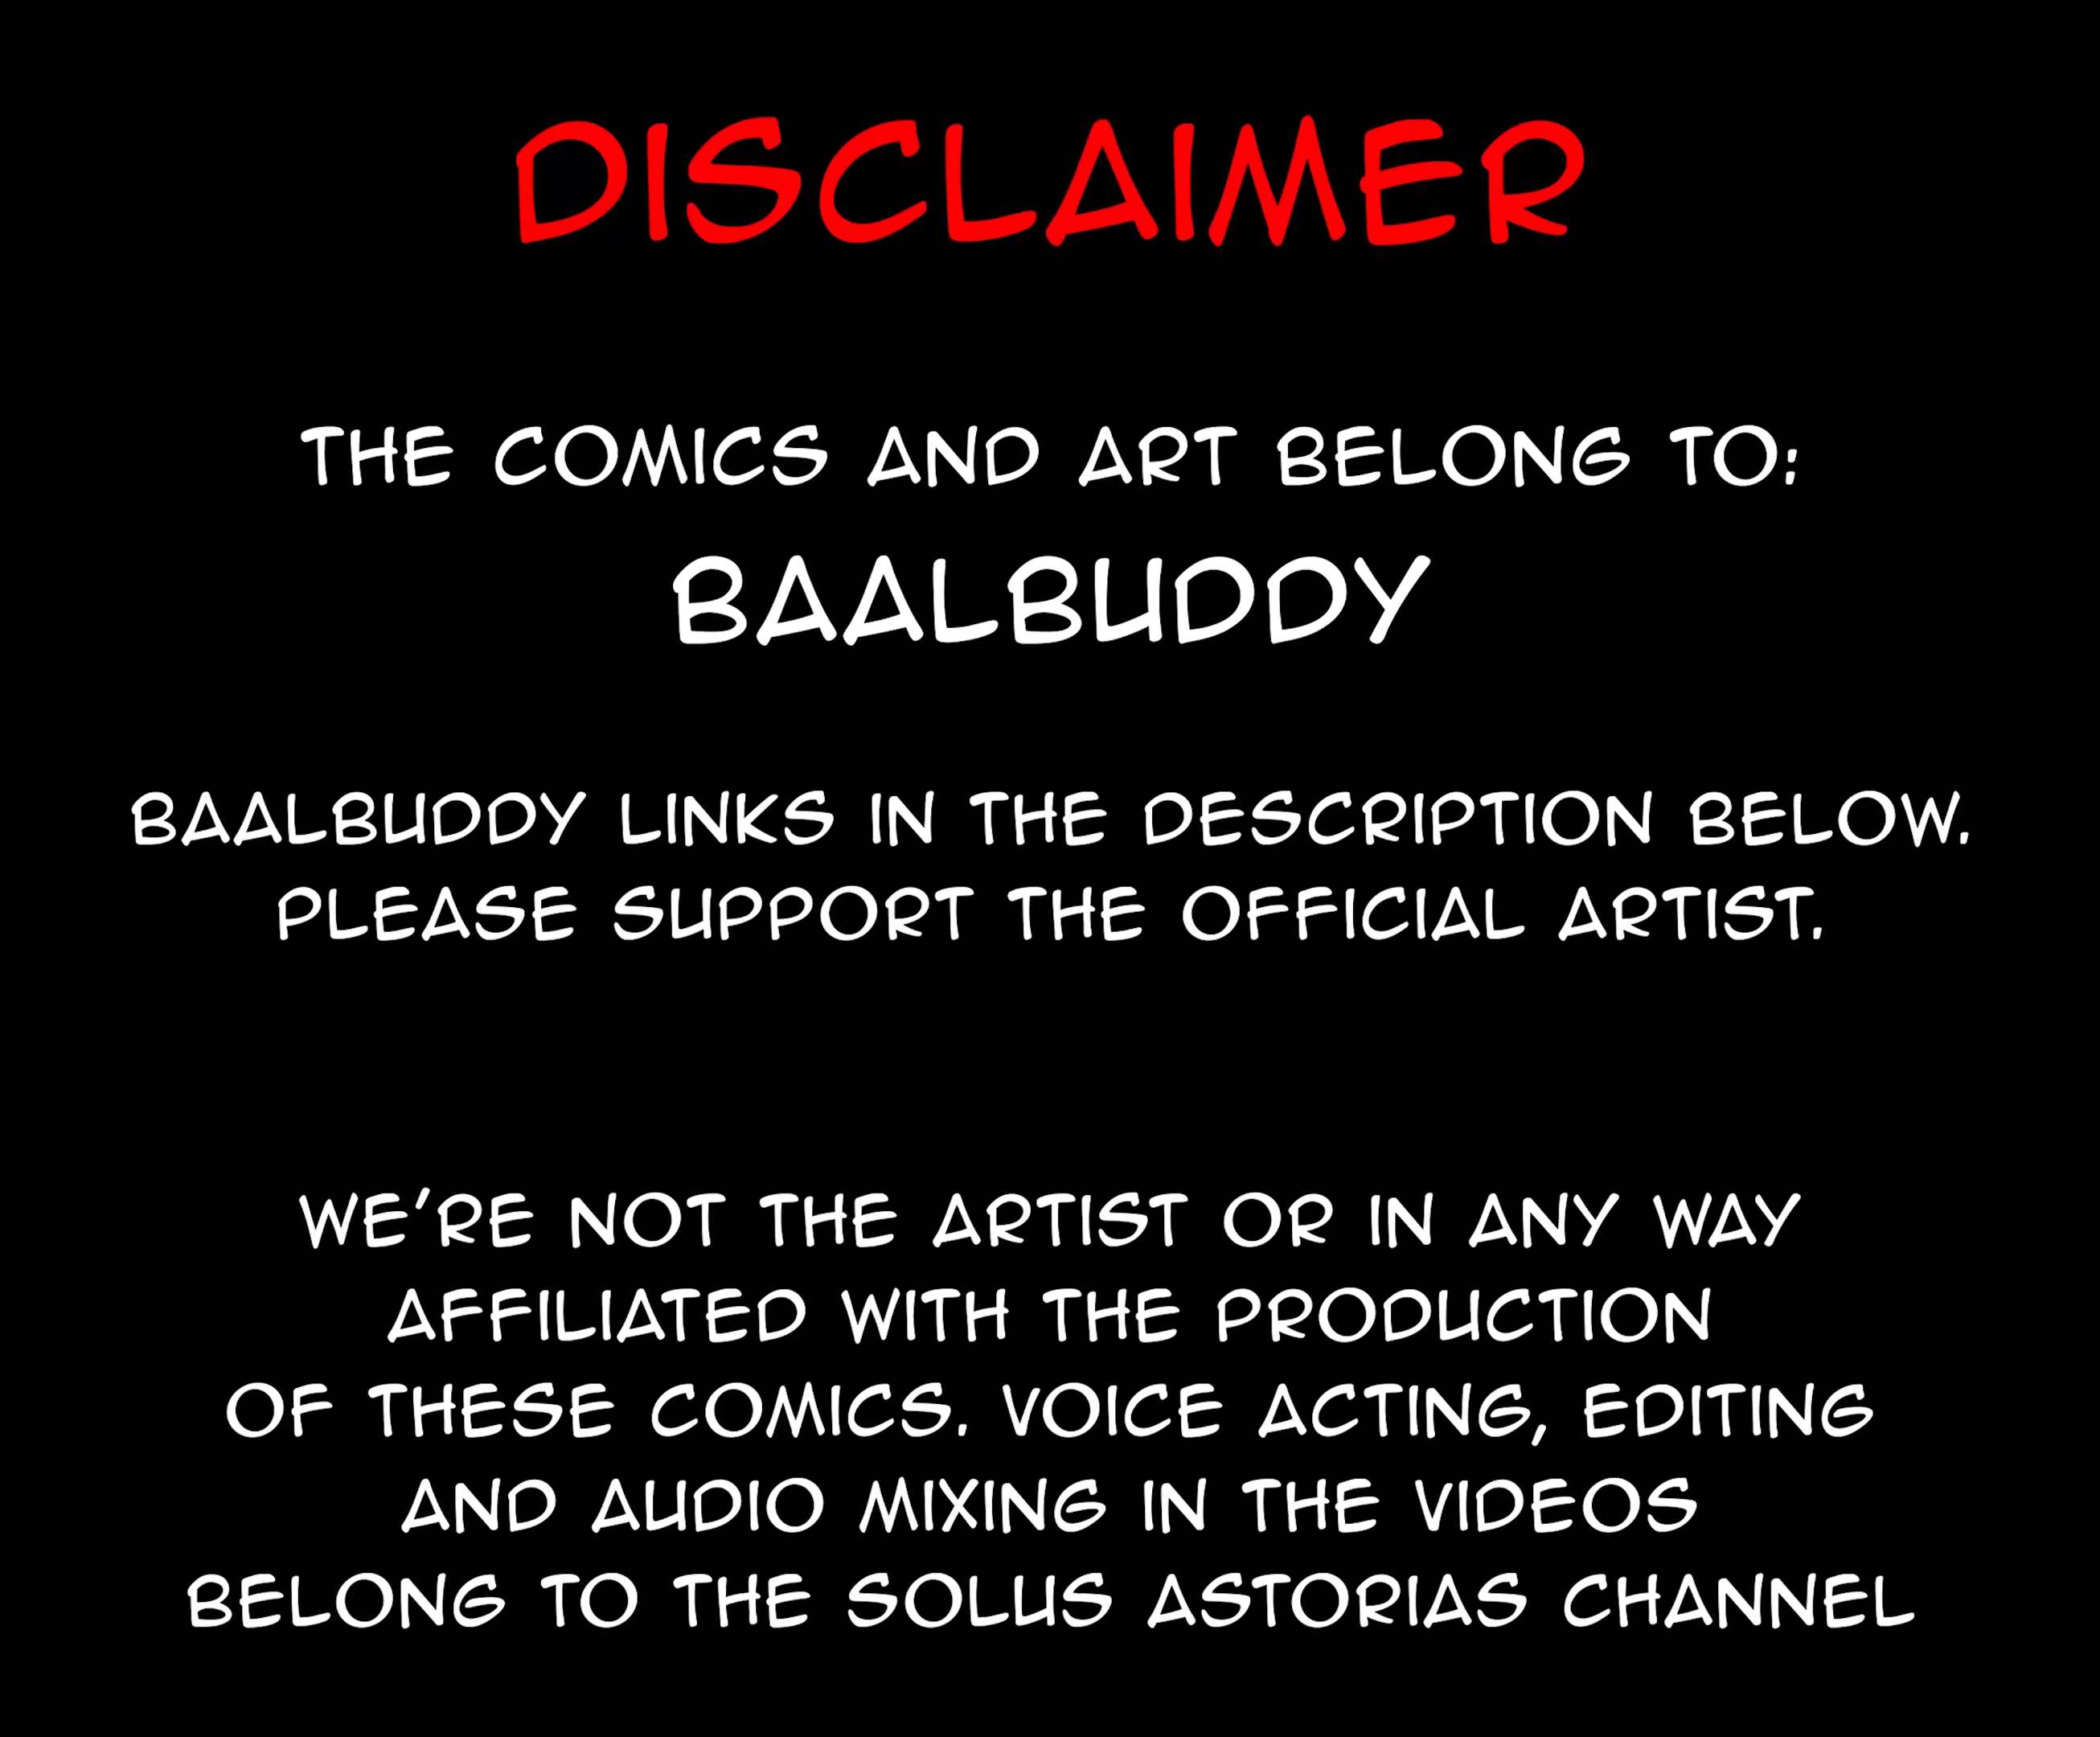 DISCLAIMER
THE COMICS AND ART BELONG TO;
BAALBUDDY
BAALBUDDY LINKS IN THE DESCRIPTION BELOW.
PLEASE SUPPORT THE OFFICIAL ARTIST.
WE'RE NOT THE ARTIST OR IN ANY WAY
AFFILIATED WITH THE PRODUCTION
OF THESE COMICS. VOICE ACTING, EDITING
AND AUDIO MIXING IN THE VIDEOS
BELONG TO THE SOLUS ASTORIAS CHANNEL